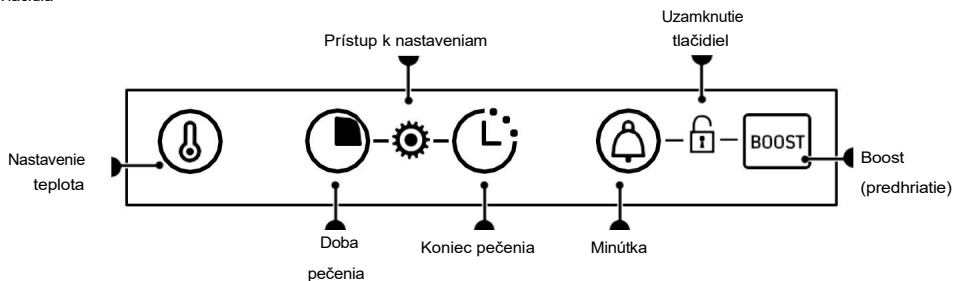 Uzamknutie
tlačidiel
Prístup k nastaveniam
Nastavenie
teplota
BOOST
Boost
(predhriatie)
Doba
pečenia
Koniec pečenia
Minútka